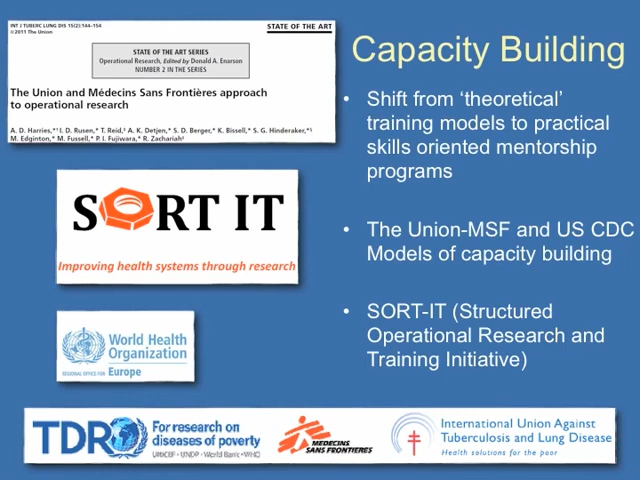 INT J TUBERC LUNG DIS 15(2):144–154
© 2011 The Union
STATE OF THE ART
STATE OF THE ART SERIES
Operational Research, Edited by Donald A. Enarson
NUMBER 2 IN THE SERIES
The Union and Médecins Sans Frontières approach
to operational research
A. D. Harries,*† I. D. Rusen,* T. Reid,‡ A. K. Detjen,* S. D. Berger,* K. Bissell,* S. G. Hinderaker,*§
M. Edginton,* M. Fussell,* P. I. Fujiwara,* R. Zachariah‡
Capacity Building
• Shift from ‘theoretical’
training models to practical
skills oriented mentorship
programs
• The Union-MSF and US CDC
Models of capacity building
• SORT-IT (Structured
Operational Research and
Training Initiative)
SORT IT
Improving health systems through research
World Health
Organization
REGIONAL OFFICE FOR Europe
TDR
For research on
diseases of poverty
UNICEF • UNDP • World Bank • WHO
MEDECINS
SANS FRONTIERES
International Union Against
Tuberculosis and Lung Disease
Health solutions for the poor